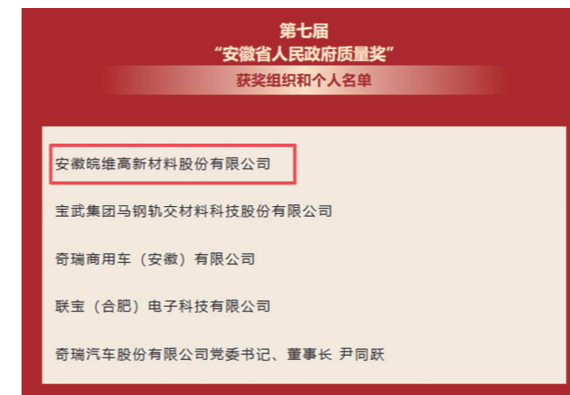 第七届
“安徽省人民政府质量奖”
获奖组织和个人名单
安徽皖维高新材料股份有限公司
宝武集团马钢轨交材料科技股份有限公司
奇瑞商用车（安徽）有限公司
联宝（合肥）电子科技有限公司
奇瑞汽车股份有限公司党委书记、董事长 尹同跃